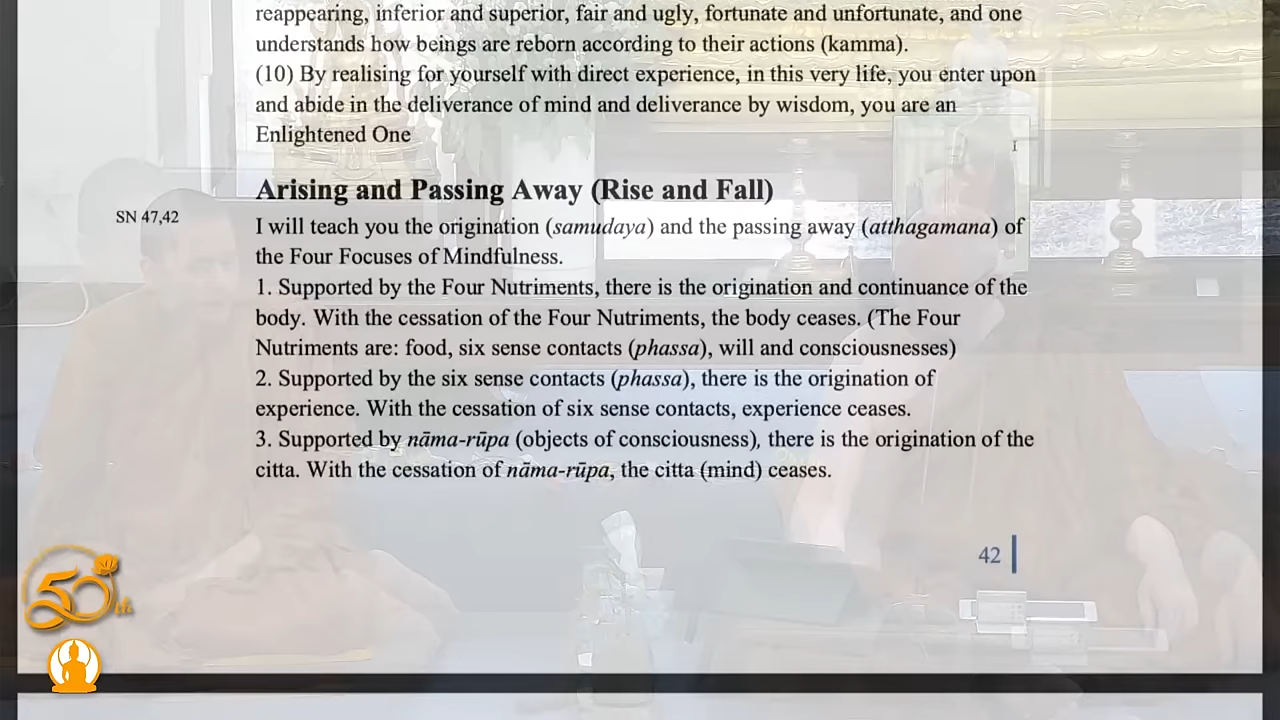 reappearing, inferior and superior, fair and ugly, fortunate and unfortunate, and one
understands how beings are reborn according to their actions (kamma).
(10) By realising for yourself with direct experience, in this very life, you enter upon
and abide in the deliverance of mind and deliverance by wisdom, you are an
Enlightened One
Arising and Passing Away (Rise and Fall)
SN 47,42
I will teach you the origination (samudaya) and the passing away (atthagamana) of
the Four Focuses of Mindfulness.
1. Supported by the Four Nutriments, there is the origination and continuance of the
body. With the cessation of the Four Nutriments, the body ceases. (The Four
Nutriments are: food, six sense contacts (phassa), will and consciousnesses)
2. Supported by the six sense contacts (phassa), there is the origination of
experience. With the cessation of six sense contacts, experience ceases.
3. Supported by nāma-rūpa (objects of consciousness), there is the origination of the
citta. With the cessation of nāma-rūpa, the citta (mind) ceases.
42
50th